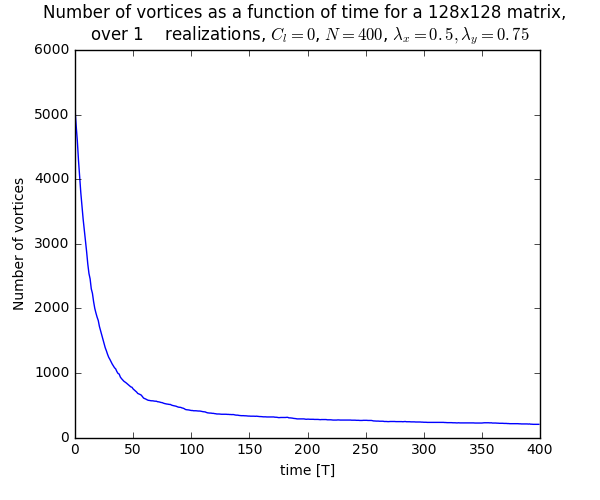 Number of vortices as a function of time for a 128x128 matrix,
over 1    realizations, $C_l = 0$, $N = 400$, $\lambda_x = 0.5, \lambda_y = 0.75$
6000
5000
4000
3000
2000
1000
0
Number of vortices
0 50 100 150 200 250 300 350 400
time [T]